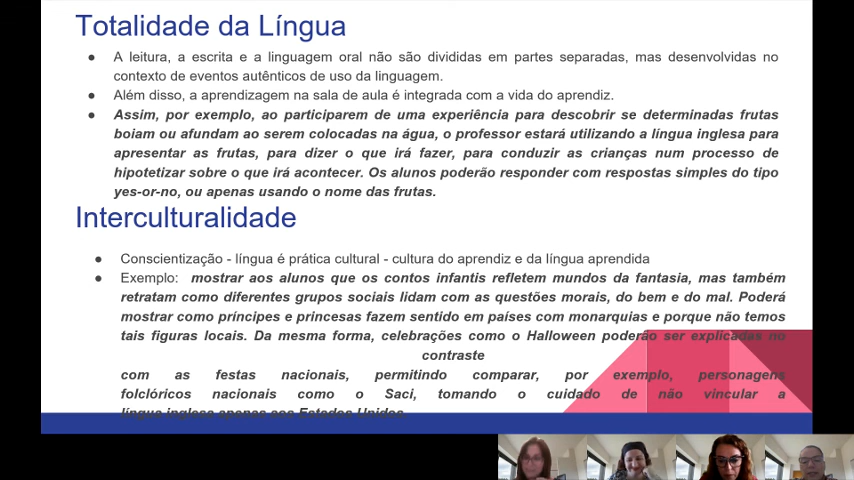 Totalidade da Língua
● A leitura, a escrita e a linguagem oral não são divididas em partes separadas, mas desenvolvidas no
contexto de eventos autênticos de uso da linguagem.
● Além disso, a aprendizagem na sala de aula é integrada com a vida do aprendiz.
● Assim, por exemplo, ao participarem de uma experiência para descobrir se determinadas frutas
boiam ou afundam ao serem colocadas na água, o professor estará utilizando a língua inglesa para
apresentar as frutas, para dizer o que irá fazer, para conduzir as crianças num processo de
hipotetizar sobre o que irá acontecer. Os alunos poderão responder com respostas simples do tipo
yes-or-no, ou apenas usando o nome das frutas.
Interculturalidade
● Conscientização - língua é prática cultural - cultura do aprendiz e da língua aprendida
● Exemplo: mostrar aos alunos que os contos infantis refletem mundos da fantasia, mas também
retratam como diferentes grupos sociais lidam com as questões morais, do bem e do mal. Poderá
mostrar como príncipes e princesas fazem sentido em países com monarquias e porque não temos
tais figuras locais. Da mesma forma, celebrações como o Halloween poderão ser explicadas no
contraste
com as festas nacionais, permitindo comparar, por exemplo, personagens
folclóricos nacionais como o Saci, tomando o cuidado de não vincular a
língua inglesa apenas aos Estados Unidos.